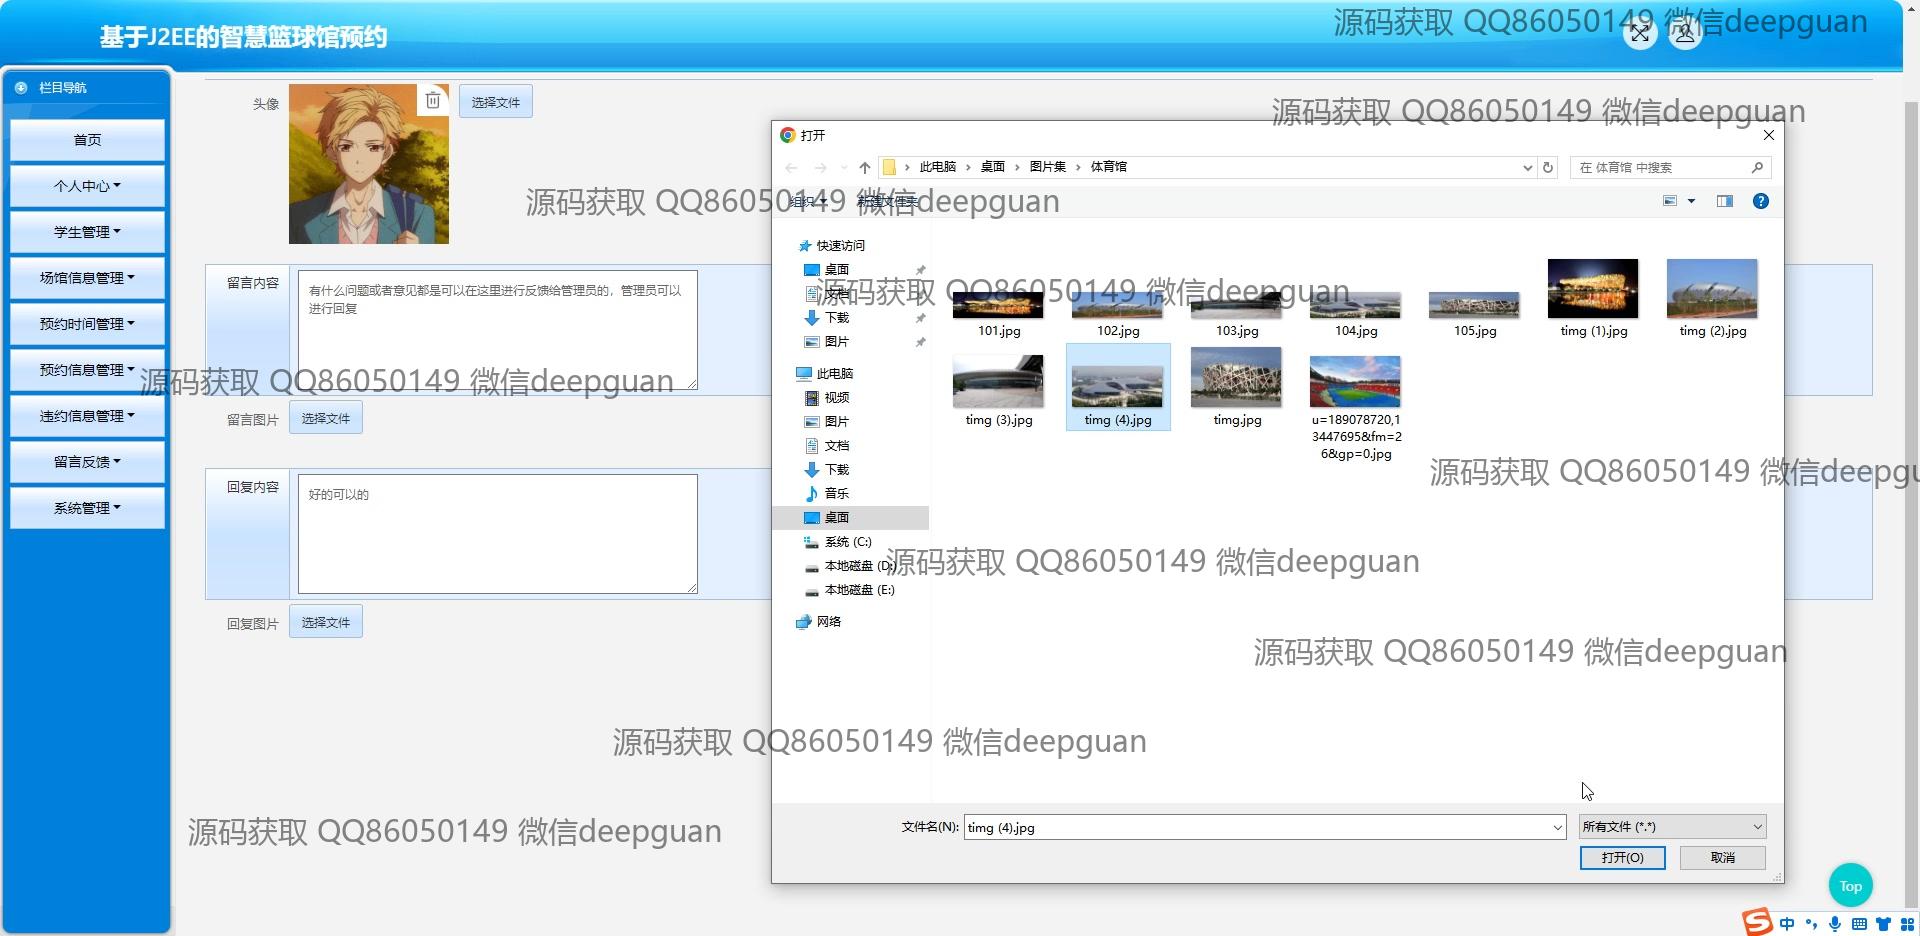 基于J2EE的智慧篮球馆预约
源码获取 QQ86050149 微信deepguan
栏目导航
首页
个人中心
学生管理
场馆信息管理
预约时间管理
预约信息管理
违约信息管理
留言反馈
系统管理
头像
选择文件
源码获取 QQ86050149 微信deepguan
打开
此电脑 桌面 图片集 体育馆
在 体育馆 中搜索
组织 新建文件夹
源码获取 QQ86050149 微信deepguan
快速访问
桌面
文档
下载
图片
此电脑
视频
图片
文档
下载
音乐
桌面
系统 (C:)
本地磁盘 (D:)
本地磁盘 (E:)
网络
源码获取 QQ86050149 微信deepguan
101.jpg
102.jpg
103.jpg
104.jpg
105.jpg
timg (1).jpg
timg (2).jpg
timg (3).jpg
timg (4).jpg
timg.jpg
u=189078720,1
3447695&fm=2
6&gp=0.jpg
留言内容
有什么问题或者意见都是可以在这里进行反馈给管理员的，管理员可以
进行回复
源码获取 QQ86050149 微信deepguan
留言图片
选择文件
源码获取 QQ86050149 微信deepgu
回复内容
好的可以的
源码获取 QQ86050149 微信deepguan
回复图片
选择文件
源码获取 QQ86050149 微信deepguan
源码获取 QQ86050149 微信deepguan
源码获取 QQ86050149 微信deepguan
文件名(N):
timg (4).jpg
所有文件 (*.*)
打开(O)
取消
Top
中